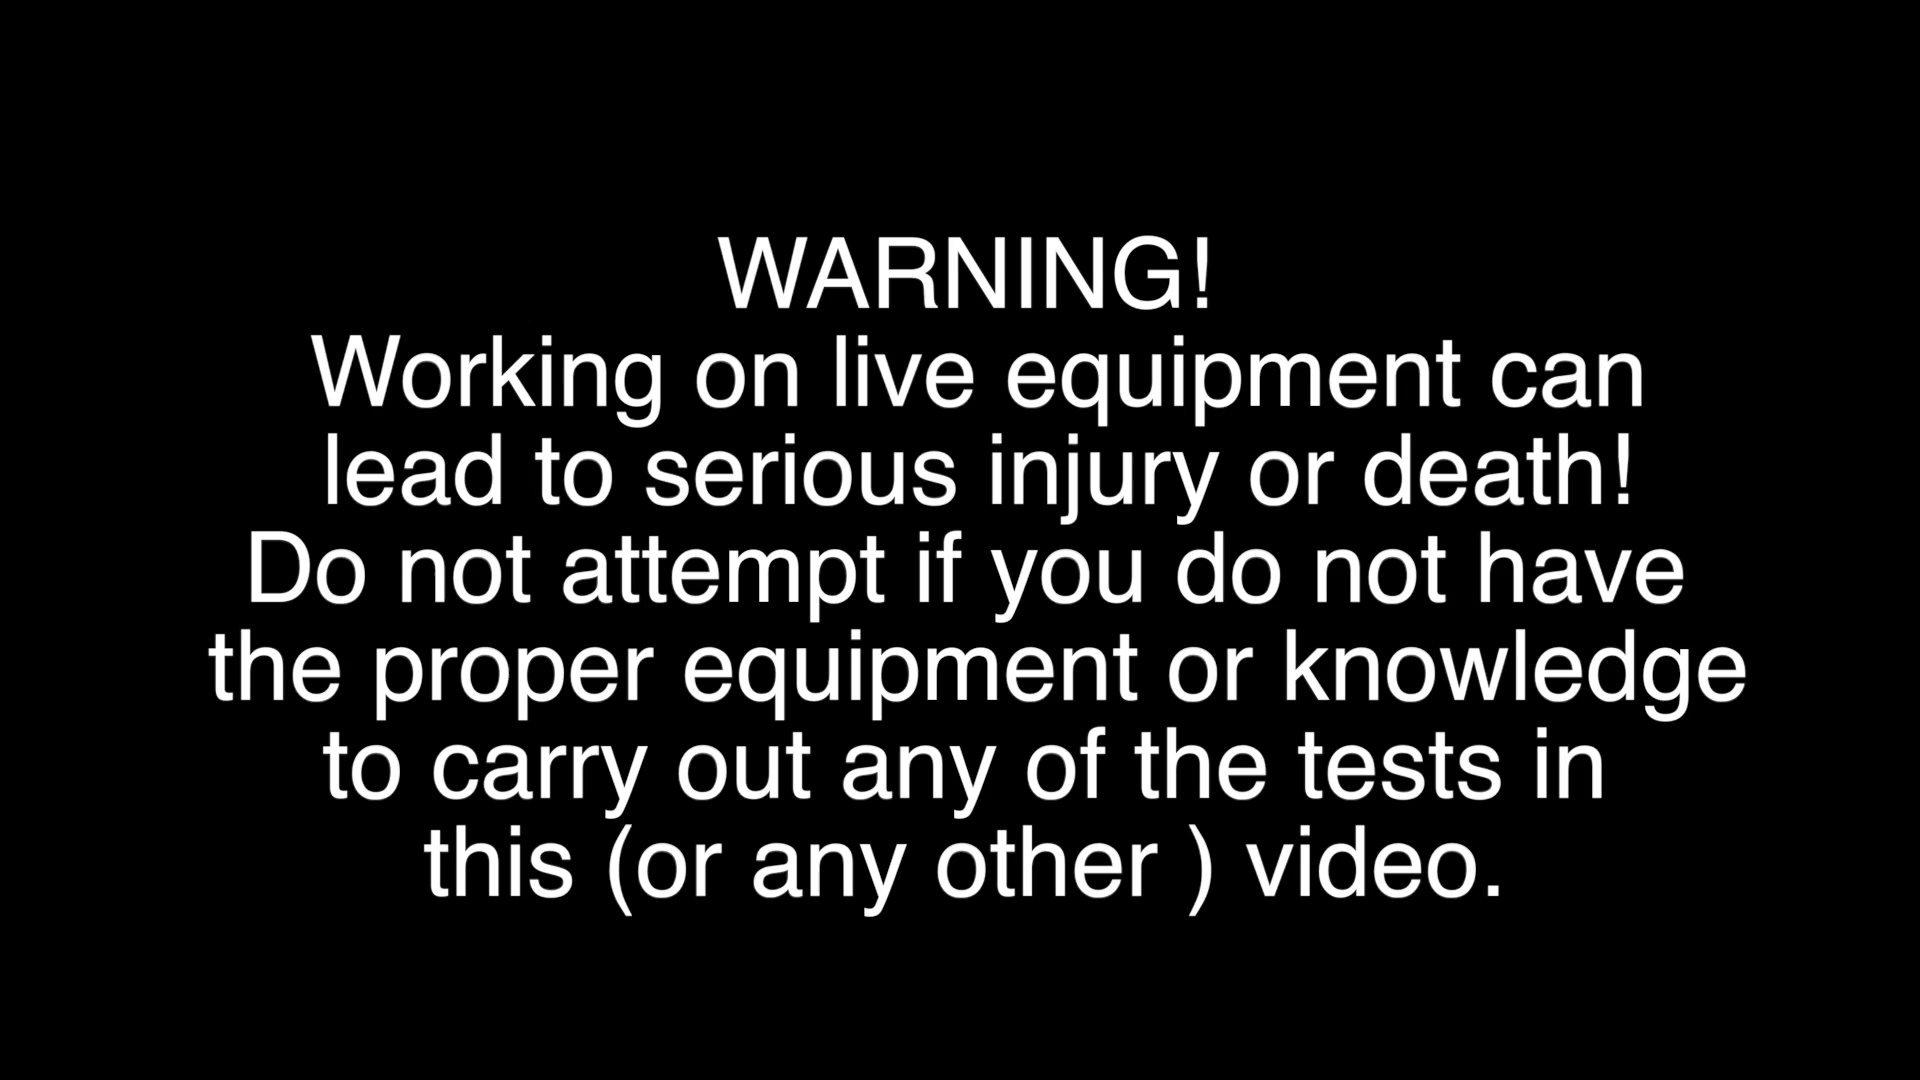 WARNING!
Working on live equipment can
lead to serious injury or death!
Do not attempt if you do not have
the proper equipment or knowledge
to carry out any of the tests in
this (or any other ) video.